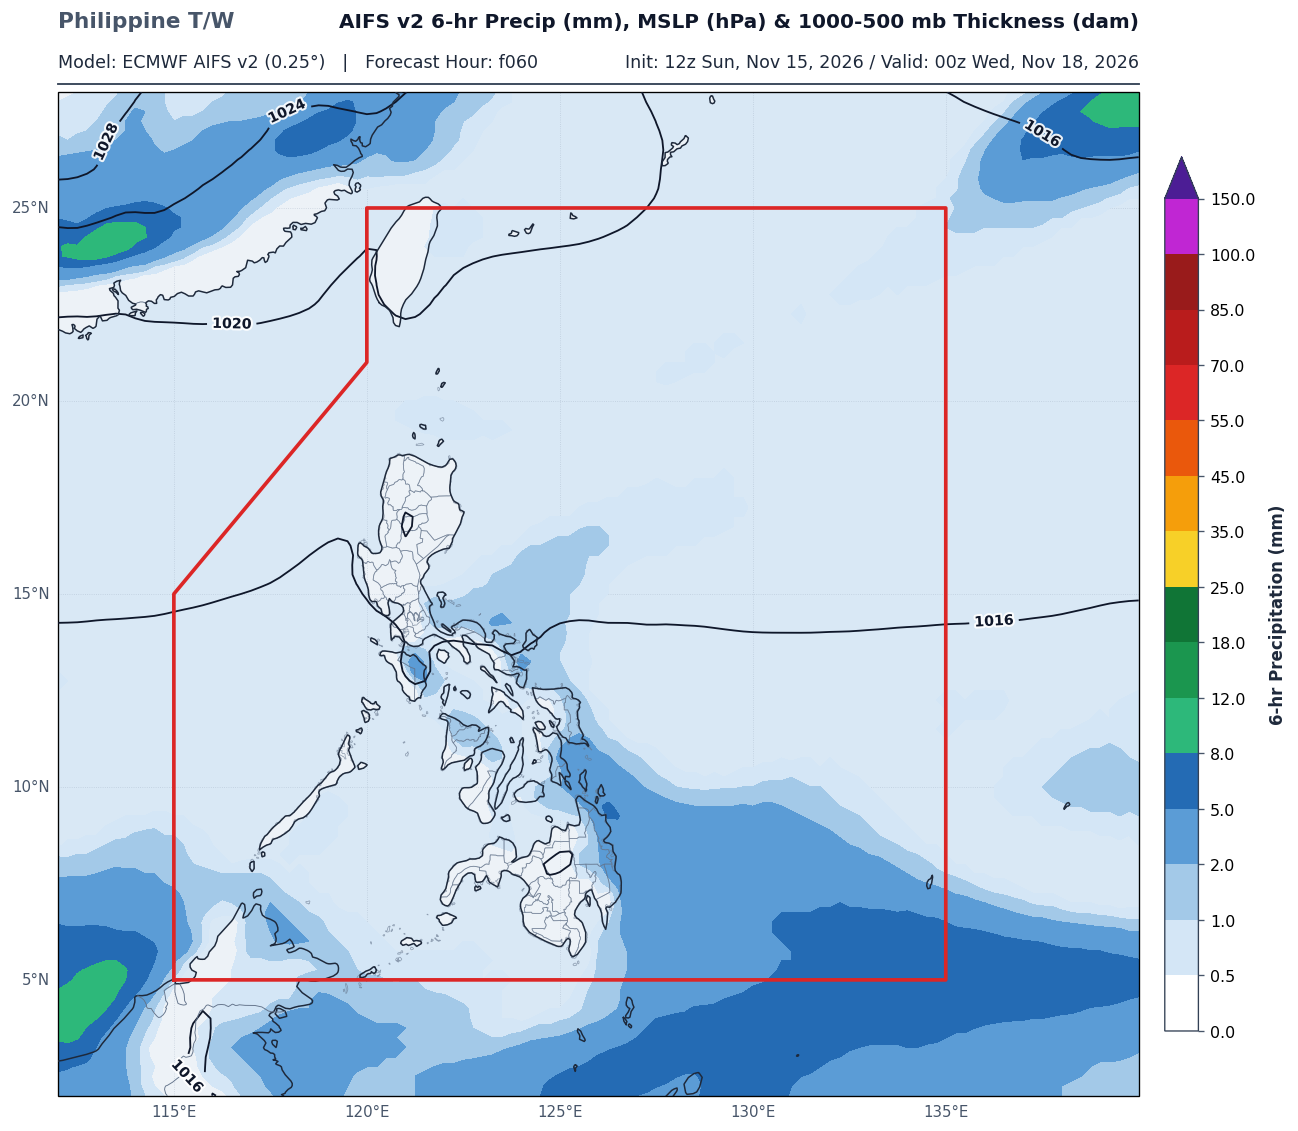 Philippine T/W
AIFS v2 6-hr Precip (mm), MSLP (hPa) & 1000-500 mb Thickness (dam)
Model: ECMWF AIFS v2 (0.25°) | Forecast Hour: f060
Init: 12z Sun, Nov 15, 2026 / Valid: 00z Wed, Nov 18, 2026
1028
1024
1016
1020
1016
1016
25°N
20°N
15°N
10°N
5°N
115°E
120°E
125°E
130°E
135°E
150.0
100.0
85.0
70.0
55.0
45.0
35.0
25.0
18.0
12.0
8.0
5.0
2.0
1.0
0.5
0.0
6-hr Precipitation (mm)